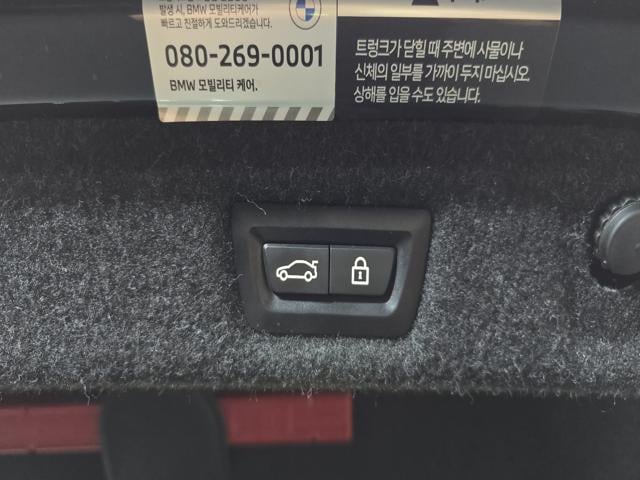 발생 시, BMW 모빌리티케어가
빠르고 친절하게 도와드리겠습니다.
080-269-0001
BMW 모빌리티 케어.
트렁크가 닫힐 때 주변에 사물이나
신체의 일부를 가까이 두지 마십시오.
상해를 입을 수도 있습니다.